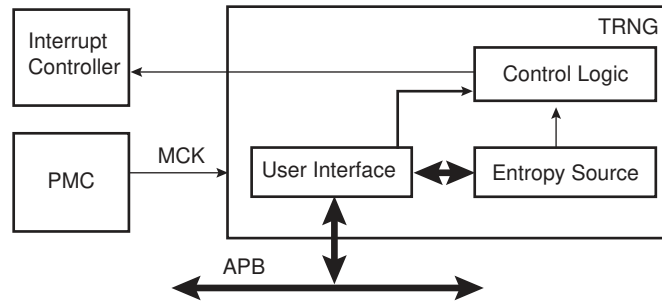 TRNG
Interrupt
Controller
Control Logic
MCK
PMC
User Interface
Entropy Source
APB